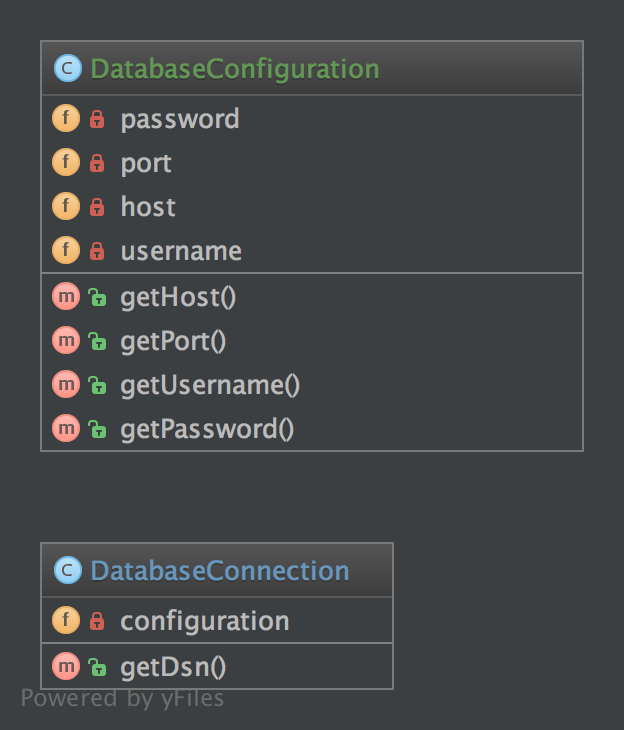 C DatabaseConfiguration
f password
f port
f host
f username
m getHost()
m getPort()
m getUsername()
m getPassword()
C DatabaseConnection
f configuration
m getDsn()
Powered by yFiles